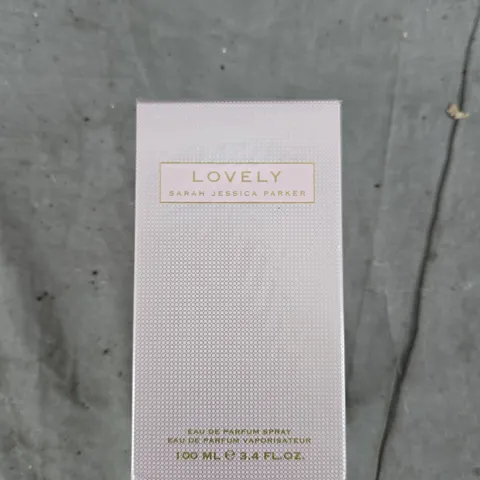 LOVELY
SARAH JESSICA PARKER
EAU DE PARFUM SPRAY
EAU DE PARFUM VAPORISATEUR
100 ML ℮ 3.4 FL.OZ.